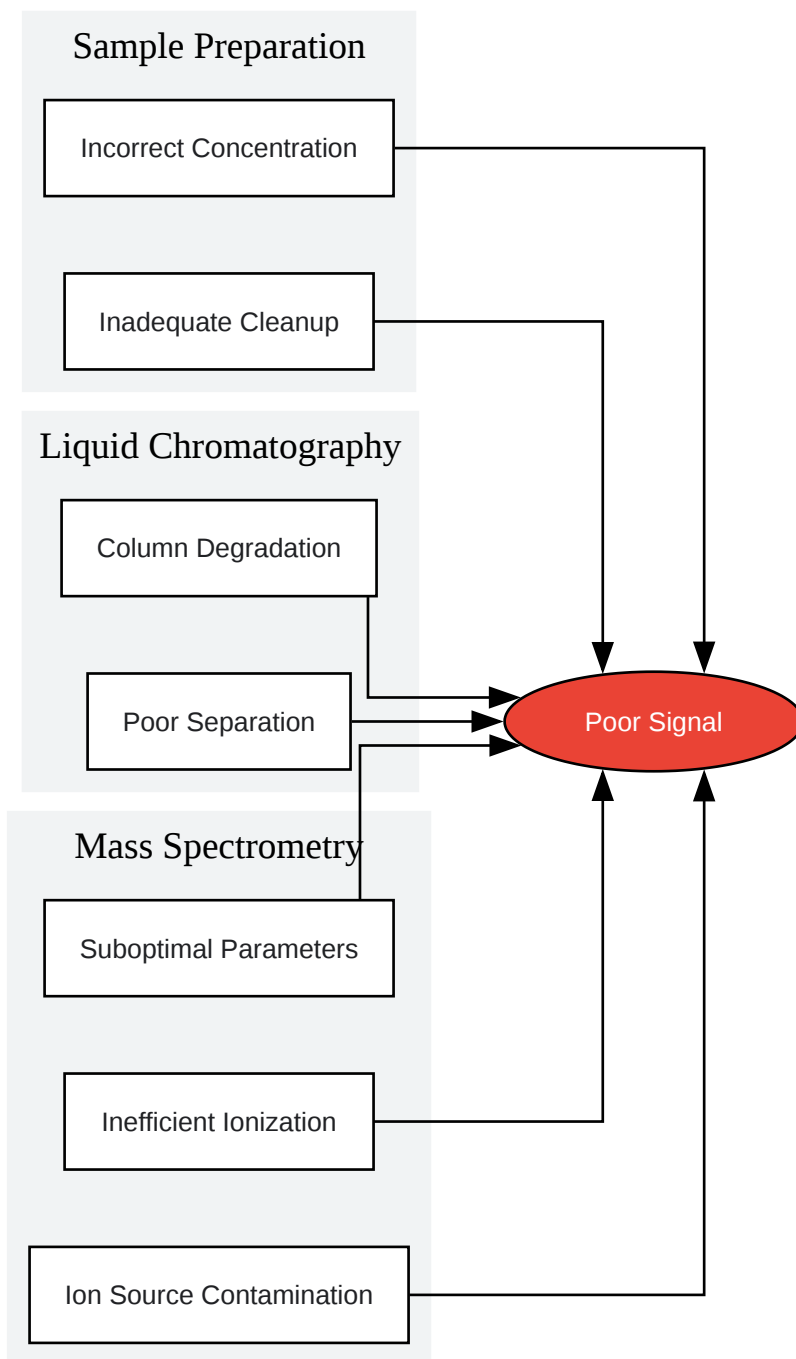 Sample Preparation
Incorrect Concentration
Inadequate Cleanup
Liquid Chromatography
Column Degradation
Poor Separation
Poor Signal
Mass Spectrometry
Suboptimal Parameters
Inefficient Ionization
Ion Source Contamination